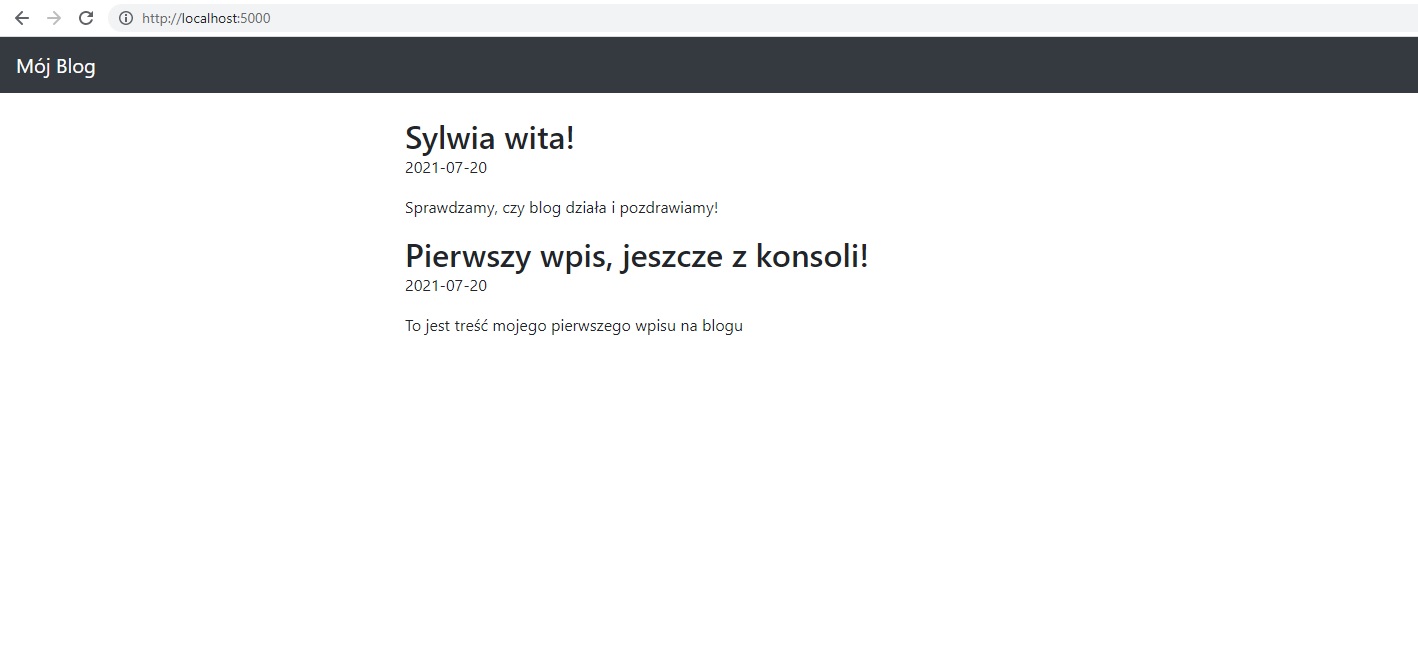 http://localhost:5000
Mój Blog
Sylwia wita!
2021-07-20
Sprawdzamy, czy blog działa i pozdrawiamy!
Pierwszy wpis, jeszcze z konsoli!
2021-07-20
To jest treść mojego pierwszego wpisu na blogu